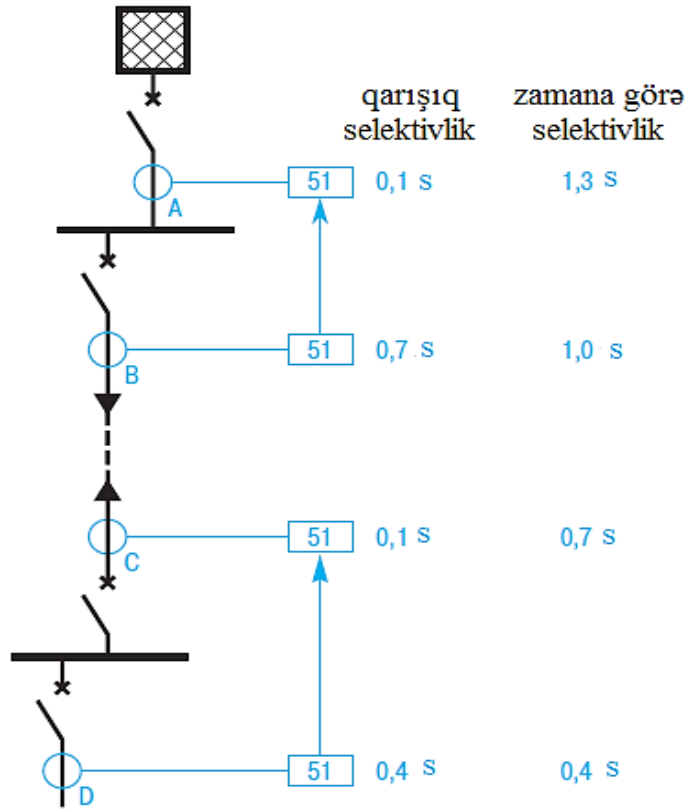 qarışıq
selektivlik
zamana görə
selektivlik
A
51
0,1 s
1,3 s
B
51
0,7 s
1,0 s
C
51
0,1 s
0,7 s
D
51
0,4 s
0,4 s